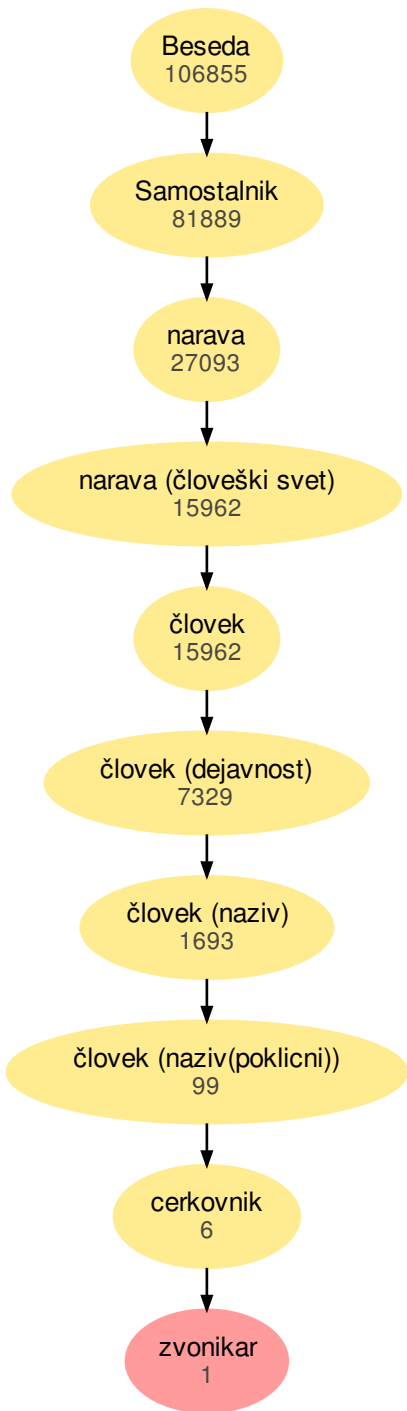 Beseda
106855
Samostalnik
81889
narava
27093
narava (človeški svet)
15962
človek
15962
človek (dejavnost)
7329
človek (naziv)
1693
človek (naziv(poklicni))
99
cerkovnik
6
zvonikar
1